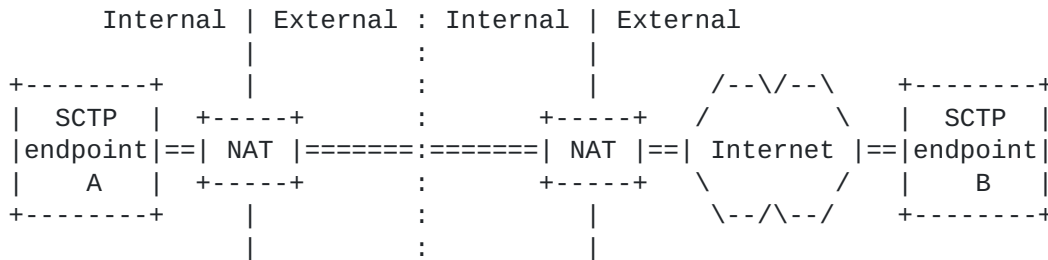 Internal | External : Internal | External
| : |
+--------+ | : | /--\/--\ +--------+
| SCTP | +-----+ : +-----+ / \ | SCTP |
|endpoint|==| NAT |=======:=======| NAT |==| Internet |==|endpoint|
| A | +-----+ : +-----+ \ / | B |
+--------+ | : | \--/\--/ +--------+
| : |